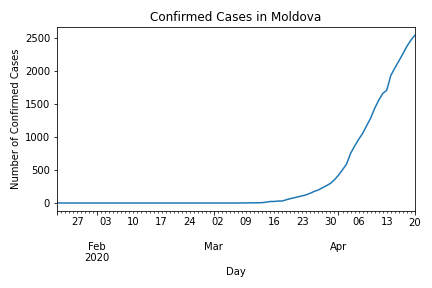 Confirmed Cases in Moldova
Number of Confirmed Cases
2500
2000
1500
1000
500
0
27 03 10 17 24 02 09 16 23 30 06 13 20
Feb Mar Apr
2020
Day